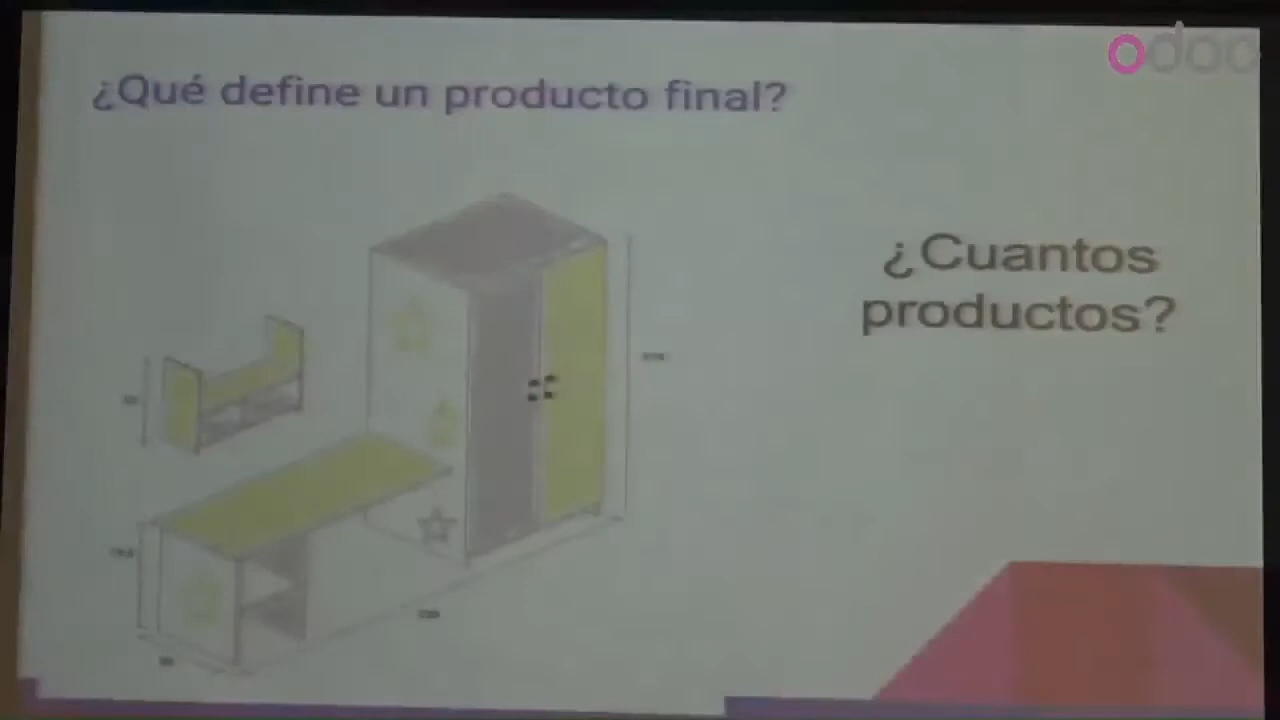 odoo
¿Qué define un producto final?
¿Cuantos
productos?